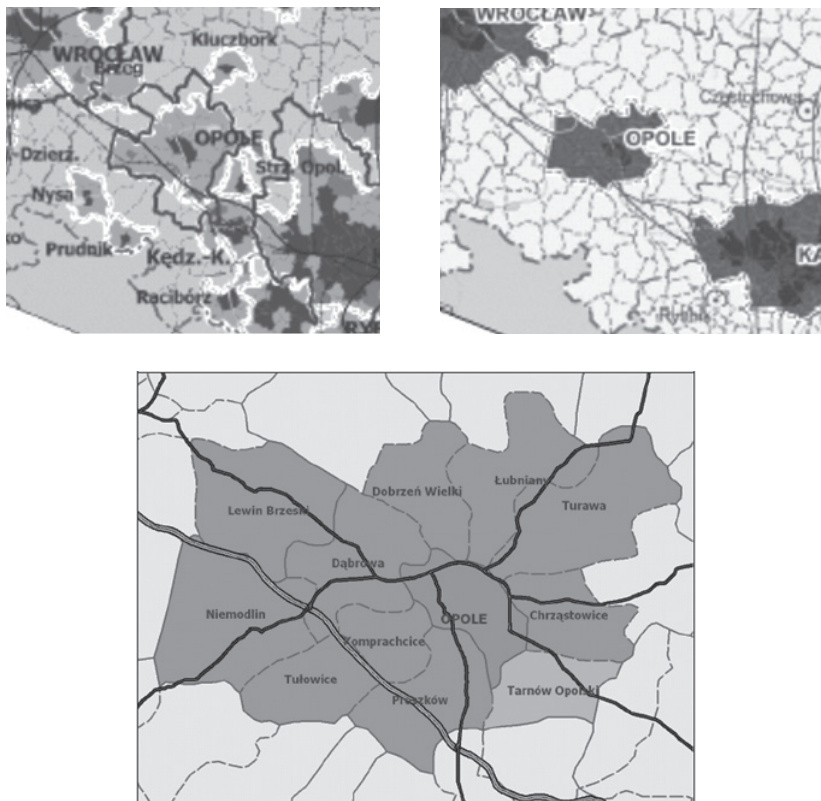 WROCŁAW
Kluczbork
Brzeg
OPOLE
Dzierż.
Strz. Opol.
Nysa
Prudnik
Kędz.-K.
Racibórz
WROCŁAW
Częstochowa
OPOLE
KA
Dobrzeń Wielki
Łubniany
Turawa
Lewin Brzeski
Dąbrowa
Niemodlin
Komprachcice
OPOLE
Chrząstowice
Tułowice
Prószków
Tarnów Opolski